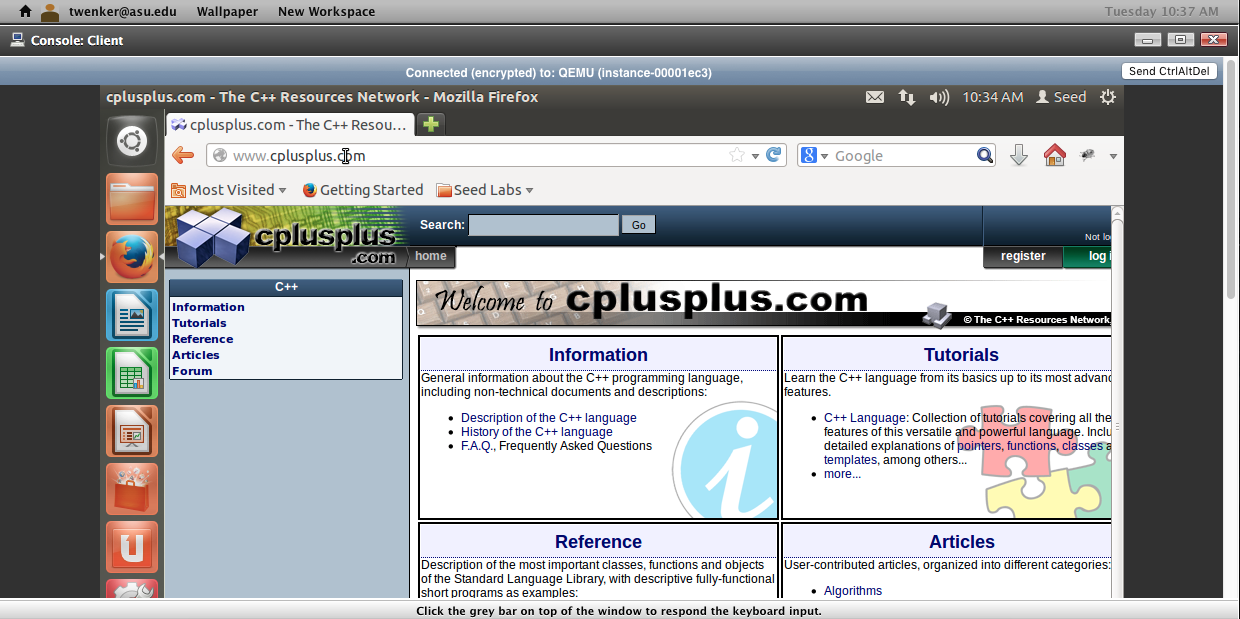 twenker@asu.edu Wallpaper New Workspace Tuesday 10:37 AM
Console: Client
Connected (encrypted) to: QEMU (instance-00001ec3) Send CtrlAltDel
cplusplus.com - The C++ Resources Network - Mozilla Firefox 10:34 AM Seed
cplusplus.com - The C++ Resou...
www.cplusplus.com Google
Most Visited Getting Started Seed Labs
cplusplus
.com
Search: Go
Not lo
home register log i
C++
Information
Tutorials
Reference
Articles
Forum
Welcome to cplusplus.com
© The C++ Resources Network,
Information
General information about the C++ programming language,
including non-technical documents and descriptions:
Description of the C++ language
History of the C++ language
F.A.Q., Frequently Asked Questions
Tutorials
Learn the C++ language from its basics up to its most advanc
features.
C++ Language: Collection of tutorials covering all the
features of this versatile and powerful language. Inclu
detailed explanations of pointers, functions, classes a
templates, among others...
more...
Reference
Description of the most important classes, functions and objects
of the Standard Language Library, with descriptive fully-functional
short programs as examples:
Articles
User-contributed articles, organized into different categories:
Algorithms
Click the grey bar on top of the window to respond the keyboard input.